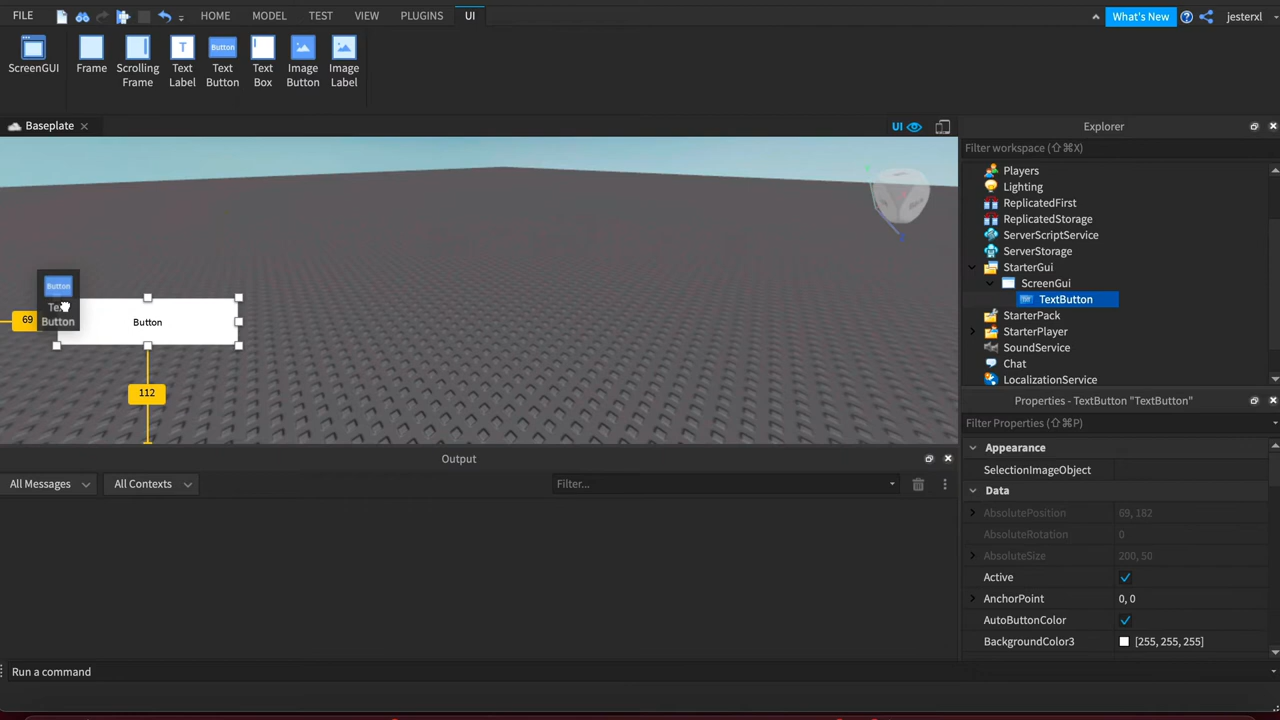 FILE
HOME
MODEL
TEST
VIEW
PLUGINS
UI
What's New
jesterxl
ScreenGUI
Frame
Scrolling
Frame
T
Text
Label
Button
Text
Button
Text
Box
Image
Button
Image
Label
Baseplate
UI
Button
Button
69
Button
112
Explorer
Filter workspace (⇧⌘X)
Players
Lighting
ReplicatedFirst
ReplicatedStorage
ServerScriptService
ServerStorage
StarterGui
ScreenGui
TextButton
StarterPack
StarterPlayer
SoundService
Chat
LocalizationService
Properties - TextButton "TextButton"
Filter Properties (⇧⌘P)
Appearance
SelectionImageObject
Data
AbsolutePosition 69, 182
AbsoluteRotation 0
AbsoluteSize 200, 50
Active
AnchorPoint 0, 0
AutoButtonColor
BackgroundColor3 [255, 255, 255]
Output
All Messages
All Contexts
Filter...
Run a command